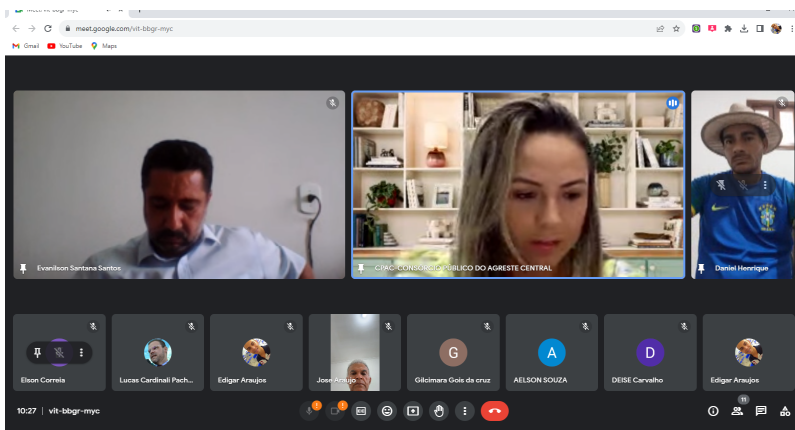 meet.google.com/vit-bbgr-myc
Gmail YouTube Maps
Evanilson Santana Santos
CPAC-CONSORCIO PÚBLICO DO AGRESTE CENTRAL
Daniel Henrique
G
A
D
Elson Correia
Lucas Cardinali Pach...
Edigar Araujos
Jose Araujo
Gilcimara Gois da cruz
AELSON SOUZA
DEISE Carvalho
Edigar Araujos
10:27 | vit-bbgr-myc
11